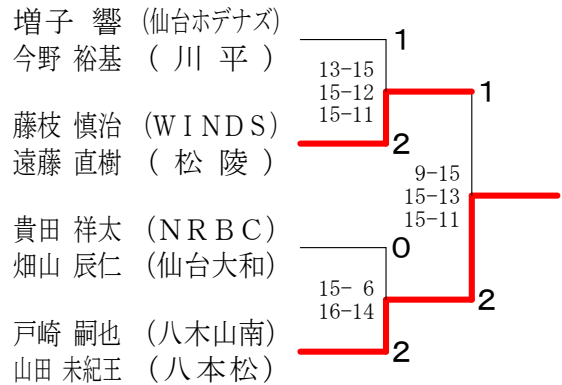 増子 響 (仙台ホデナズ)
今野 裕基 ( 川 平 )
1
13-15
15-12
15-11
1
藤枝 慎治 (WINDS)
遠藤 直樹 ( 松 陵 )
2
9-15
15-13
15-11
貴田 祥太 (NRBC)
畑山 辰仁 (仙台大和)
0
15- 6
16-14
2
戸崎 嗣也 (八木山南)
山田 未紀王 (八本松)
2